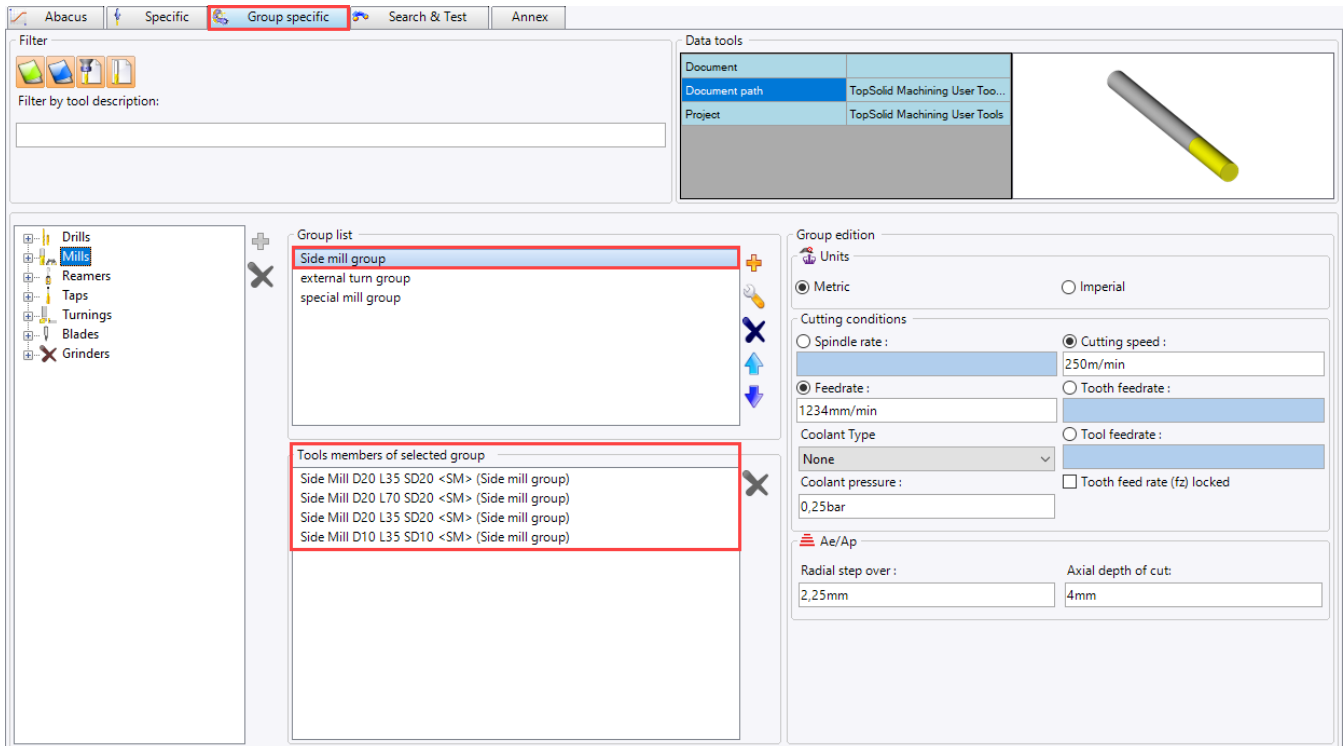 Abacus Specific Group specific Search & Test Annex
Filter
Filter by tool description:
Data tools
Document
Document path TopSolid Machining User Too...
Project TopSolid Machining User Tools
Drills
Mills
Reamers
Taps
Turnings
Blades
Grinders
Group list
Side mill group
external turn group
special mill group
Tools members of selected group
Side Mill D20 L35 SD20 <SM> (Side mill group)
Side Mill D20 L70 SD20 <SM> (Side mill group)
Side Mill D20 L35 SD20 <SM> (Side mill group)
Side Mill D10 L35 SD10 <SM> (Side mill group)
Group edition
Units
Metric Imperial
Cutting conditions
Spindle rate : Cutting speed :
250m/min
Feedrate : Tooth feedrate :
1234mm/min
Coolant Type Tool feedrate :
None
Coolant pressure : Tooth feed rate (fz) locked
0,25bar
Ae/Ap
Radial step over : Axial depth of cut:
2,25mm 4mm